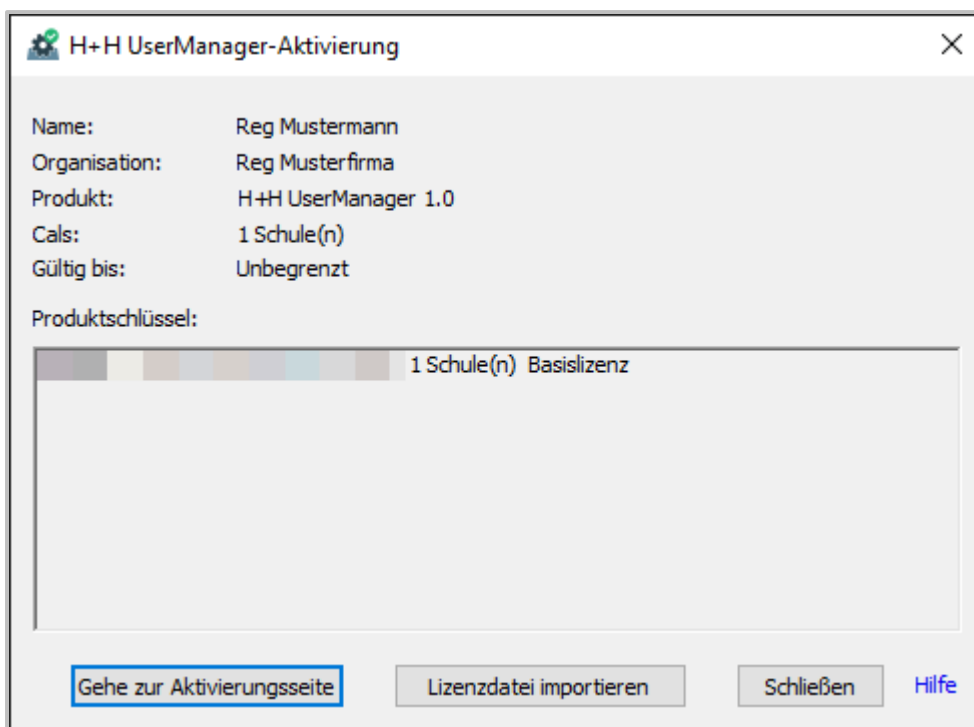 H+H UserManager-Aktivierung
Name: Reg Mustermann
Organisation: Reg Musterfirma
Produkt: H+H UserManager 1.0
Cals: 1 Schule(n)
Gültig bis: Unbegrenzt
Produktschlüssel:
1 Schule(n) Basislizenz
Gehe zur Aktivierungsseite Lizenzdatei importieren Schließen Hilfe